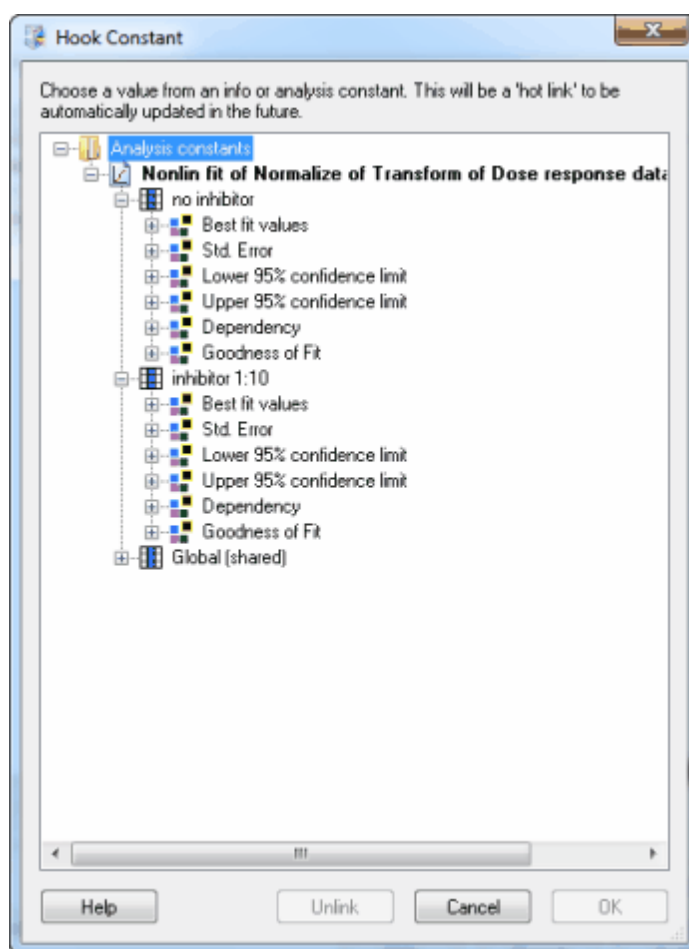 Hook Constant
Choose a value from an info or analysis constant. This will be a 'hot link' to be
automatically updated in the future.
Analysis constants
Nonlin fit of Normalize of Transform of Dose response data
no inhibitor
Best fit values
Std. Error
Lower 95% confidence limit
Upper 95% confidence limit
Dependency
Goodness of Fit
inhibitor 1:10
Best fit values
Std. Error
Lower 95% confidence limit
Upper 95% confidence limit
Dependency
Goodness of Fit
Global (shared)
Help
Unlink
Cancel
OK